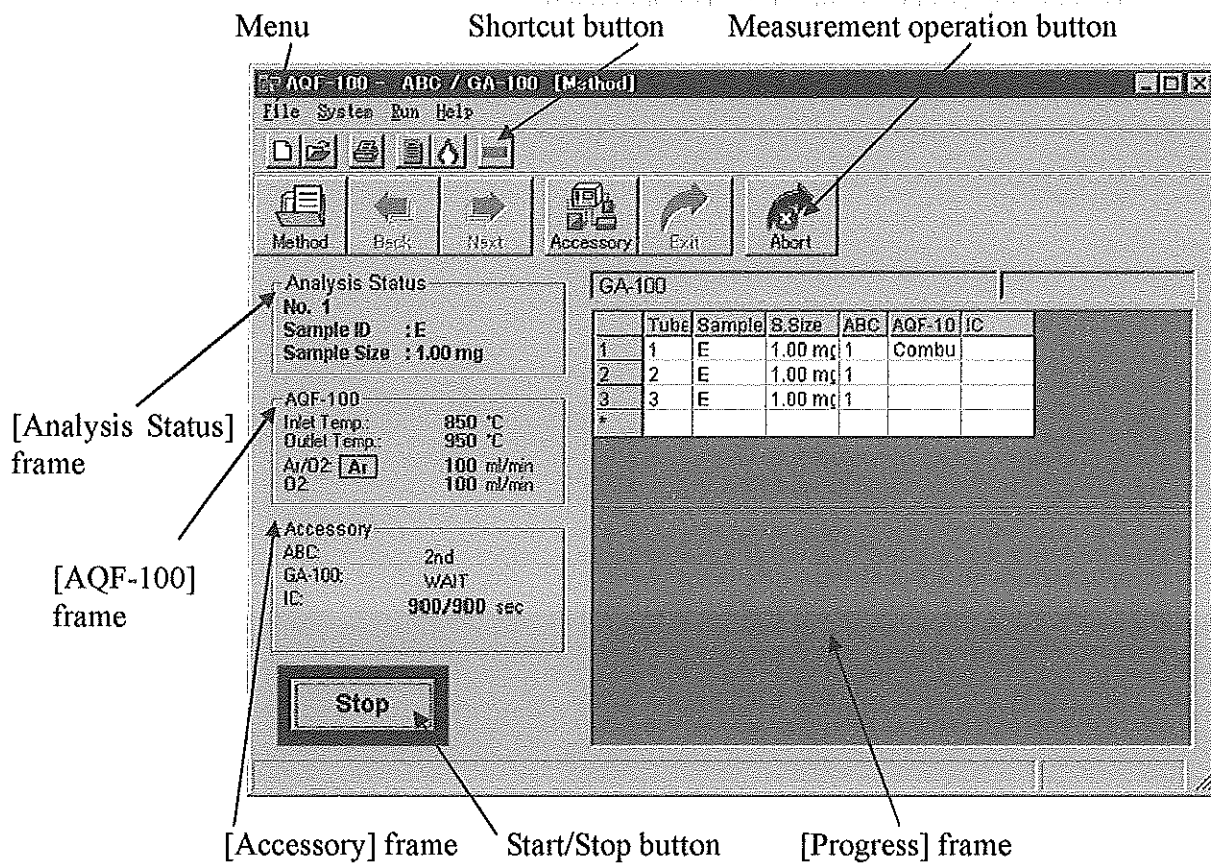 Menu
Shortcut button
Measurement operation button
AQF-100 - ABC / GA-100 [Method]
File System Run Help
Method Back Next Accessory Exit Abort
Analysis Status
No. 1
Sample ID : E
Sample Size : 1.00 mg
AQF-100
Inlet Temp.: 850 °C
Outlet Temp.: 950 °C
Ar/O2: Ar 100 ml/min
O2: 100 ml/min
Accessory
ABC: 2nd
GA-100: WAIT
IC: 900/900 sec
Stop
GA-100
Tube Sample S.Size ABC AQF-10 IC
1 1 E 1.00 mg 1 Combu
2 2 E 1.00 mg 1
3 3 E 1.00 mg 1
*
[Analysis Status]
frame
[AQF-100]
frame
[Accessory] frame
Start/Stop button
[Progress] frame